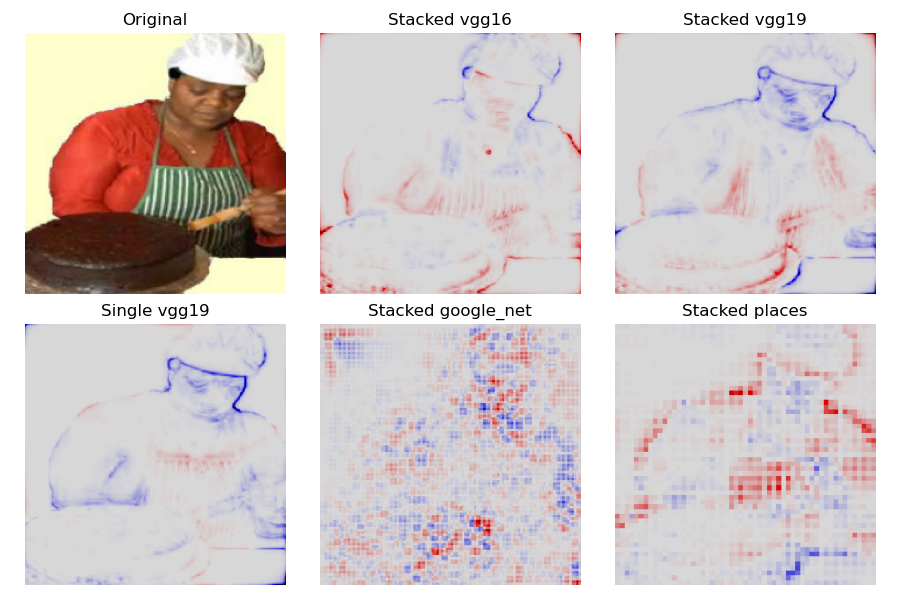 Original
Stacked vgg16
Stacked vgg19
Single vgg19
Stacked google_net
Stacked places